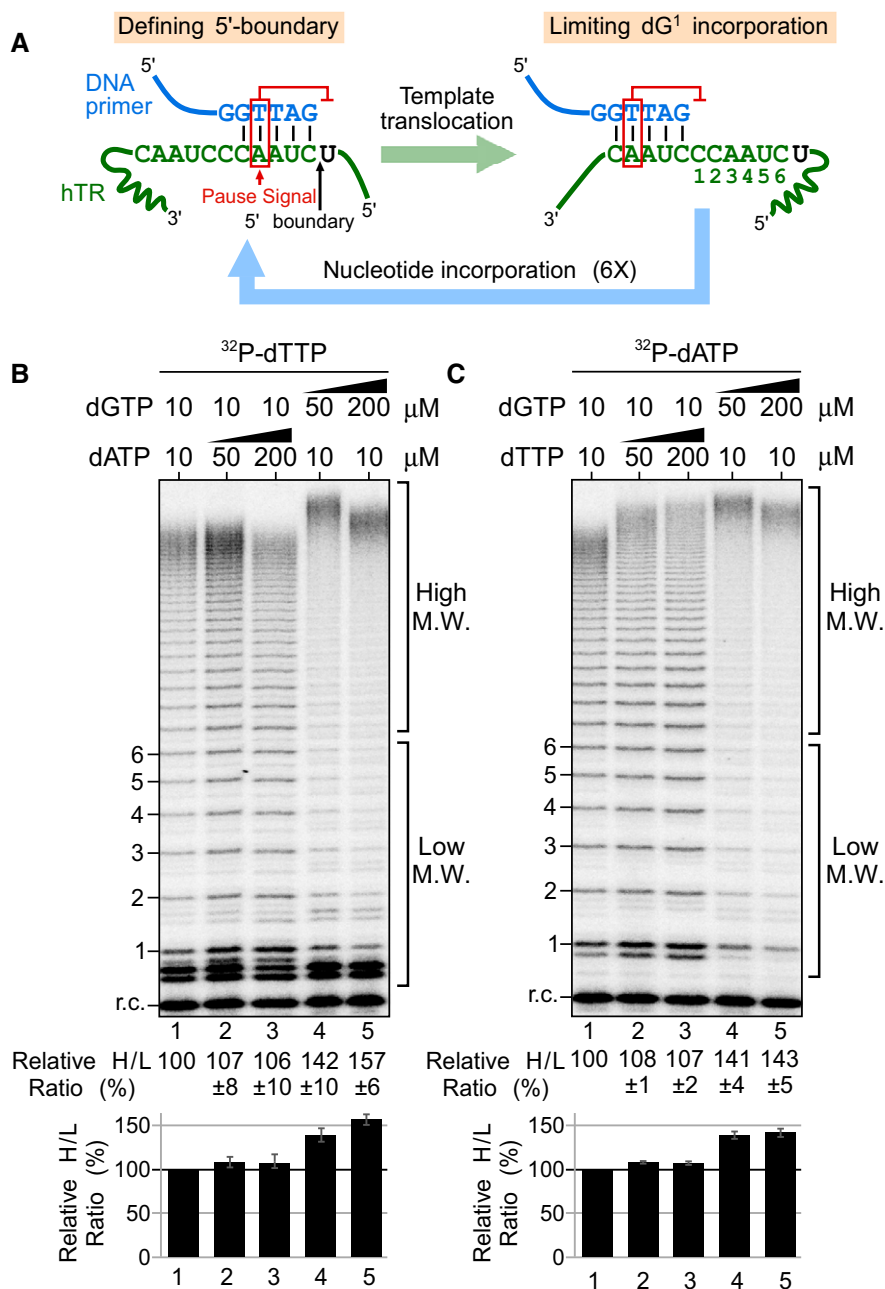 A
Defining 5'-boundary
Limiting dG¹ incorporation
5'
DNA primer
GGTTAG
CAAUCCCAAUCU
hTR
Pause Signal
3'
5' boundary
5'
Template translocation
5'
GGTTAG
CAAUCCCAAUCU
123456
3'
5'
Nucleotide incorporation (6X)
B
³²P-dTTP
dGTP 10 10 10 50 200 μM
dATP 10 50 200 10 10 μM
High M.W.
6
5
4
3
2
1
r.c.
Low M.W.
1 2 3 4 5
Relative H/L Ratio (%)
100 107 106 142 157
±8 ±10 ±10 ±6
Relative H/L Ratio (%)
150
100
50
0
1 2 3 4 5
C
³²P-dATP
dGTP 10 10 10 50 200 μM
dTTP 10 50 200 10 10 μM
High M.W.
6
5
4
3
2
1
r.c.
Low M.W.
1 2 3 4 5
Relative H/L Ratio (%)
100 108 107 141 143
±1 ±2 ±4 ±5
Relative H/L Ratio (%)
150
100
50
0
1 2 3 4 5